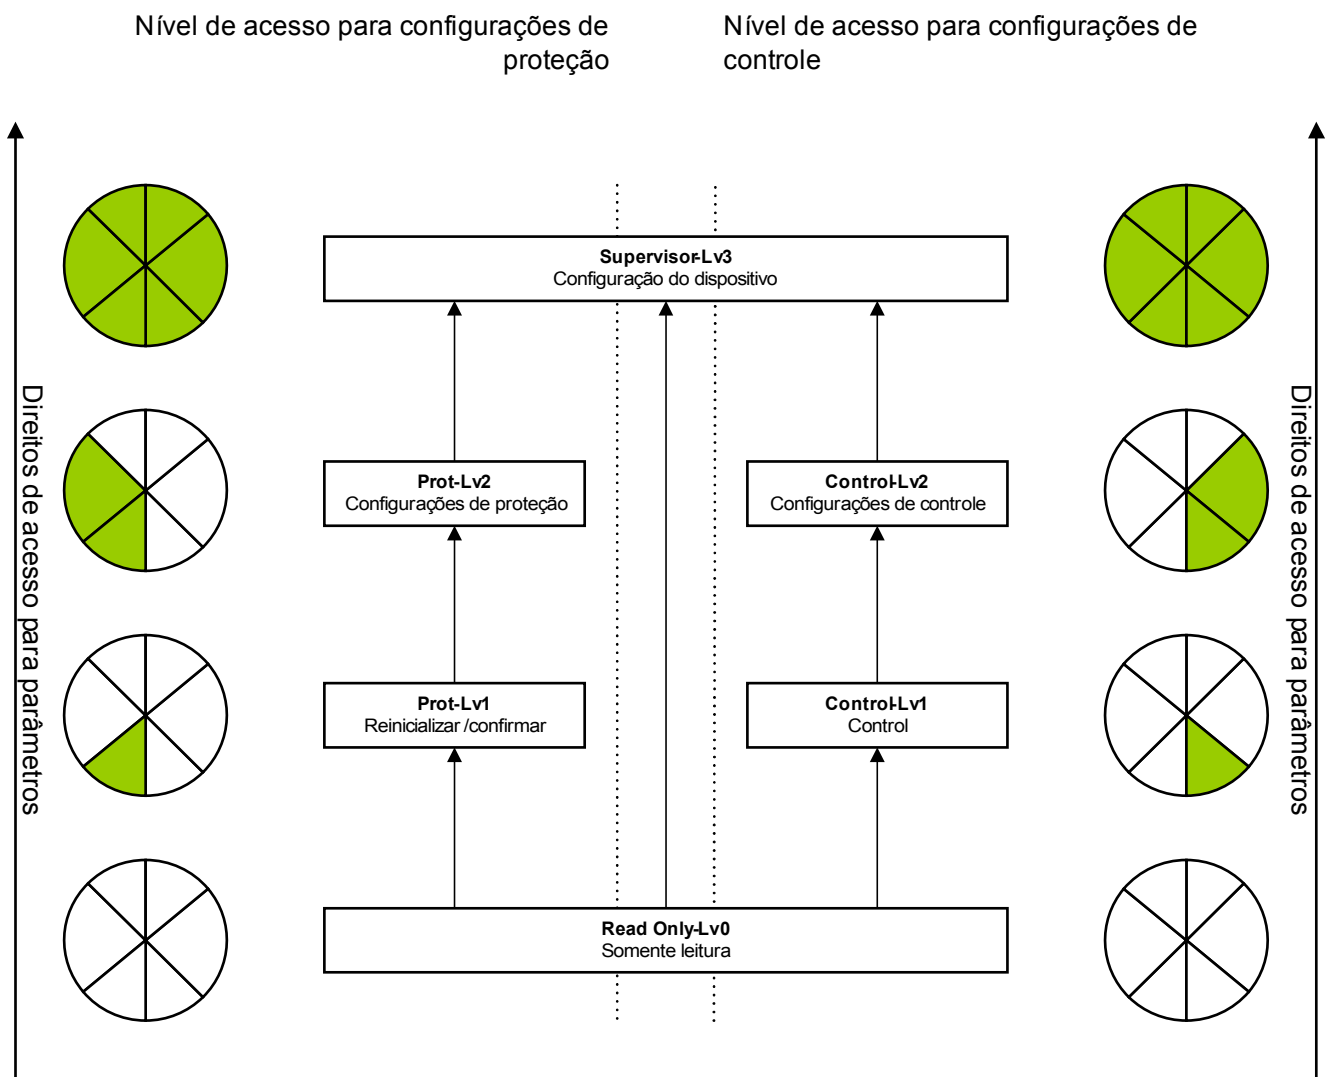 Nível de acesso para configurações de
proteção
Nível de acesso para configurações de
controle
Supervisor-Lv3
Configuração do dispositivo
Direitos de acesso para parâmetros
Direitos de acesso para parâmetros
Prot-Lv2
Configurações de proteção
Control-Lv2
Configurações de controle
Prot-Lv1
Reinicializar /confirmar
Control-Lv1
Control
Read Only-Lv0
Somente leitura